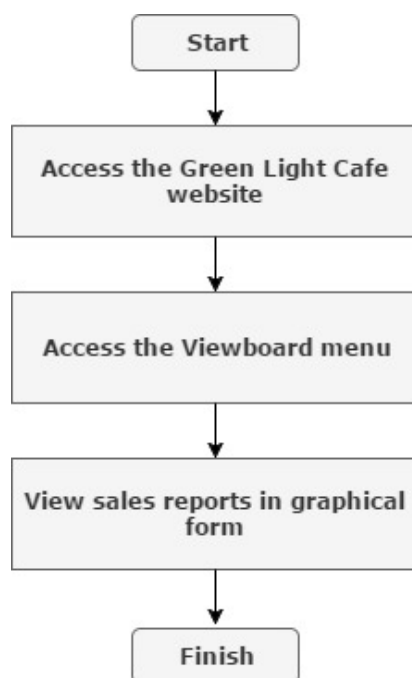 Start
Access the Green Light Cafe
website
Access the Viewboard menu
View sales reports in graphical
form
Finish